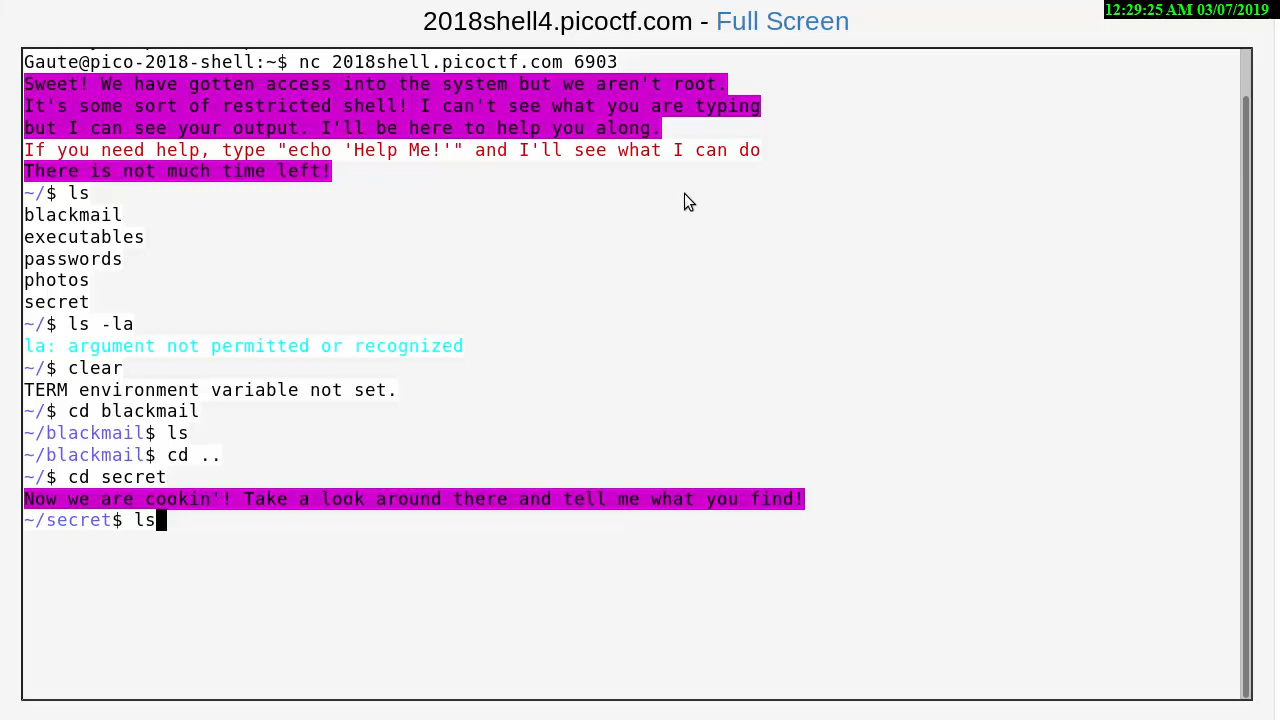 2018shell4.picoctf.com - Full Screen
12:29:25 AM 03/07/2019
Gaute@pico-2018-shell:~$ nc 2018shell.picoctf.com 6903
Sweet! We have gotten access into the system but we aren't root.
It's some sort of restricted shell! I can't see what you are typing
but I can see your output. I'll be here to help you along.
If you need help, type "echo 'Help Me!'" and I'll see what I can do
There is not much time left!
~/$ ls
blackmail
executables
passwords
photos
secret
~/$ ls -la
la: argument not permitted or recognized
~/$ clear
TERM environment variable not set.
~/$ cd blackmail
~/blackmail$ ls
~/blackmail$ cd ..
~/$ cd secret
Now we are cookin'! Take a look around there and tell me what you find!
~/secret$ ls